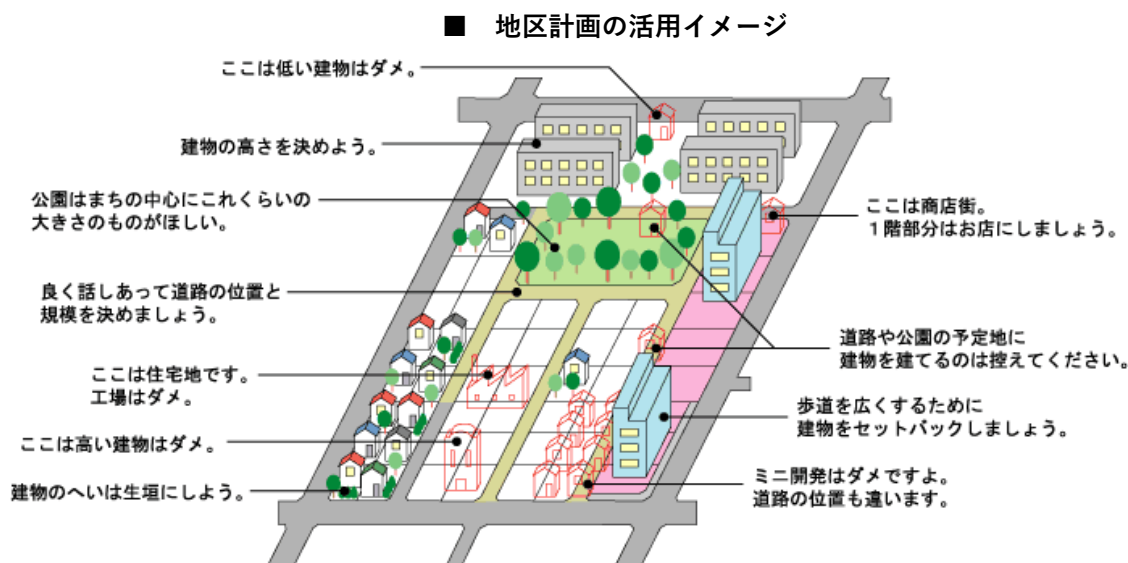 ■ 地区計画の活用イメージ
ここは低い建物はダメ。
建物の高さを決めよう。
公園はまちの中心にこれくらいの
大きさのものがほしい。
良く話しあって道路の位置と
規模を決めましょう。
ここは住宅地です。
工場はダメ。
ここは高い建物はダメ。
建物のへいは生垣にしよう。
ここは商店街。
１階部分はお店にしましょう。
道路や公園の予定地に
建物を建てるのは控えてください。
歩道を広くするために
建物をセットバックしましょう。
ミニ開発はダメですよ。
道路の位置も違います。